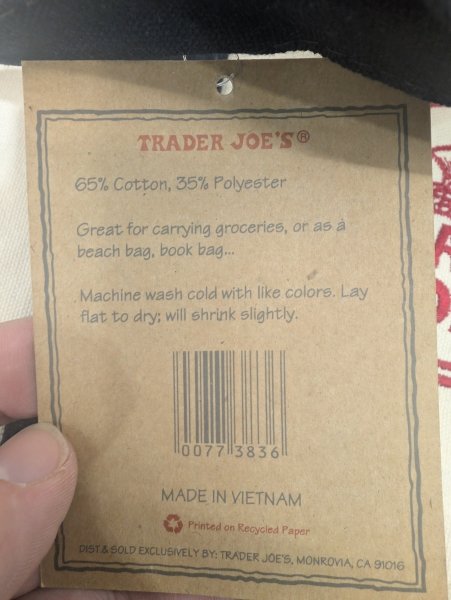 TRADER JOE'S®
65% Cotton, 35% Polyester
Great for carrying groceries, or as a
beach bag, book bag...
Machine wash cold with like colors. Lay
flat to dry; will shrink slightly.
0077 3836
MADE IN VIETNAM
Printed on Recycled Paper
DIST. & SOLD EXCLUSIVELY BY: TRADER JOE'S, MONROVIA, CA 91016